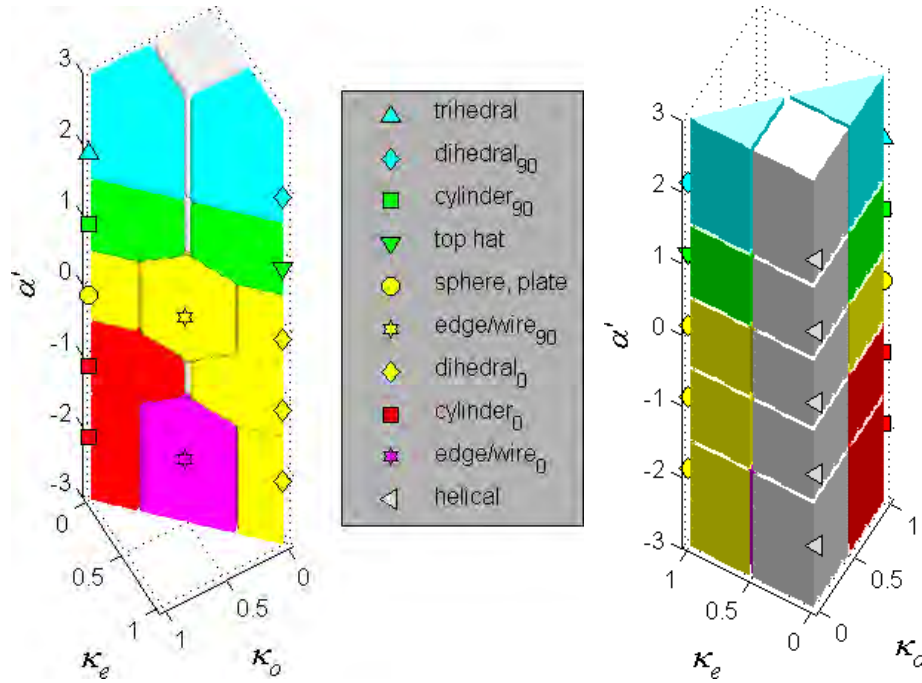 3
2
1
0
-1
-2
-3
α'
0
0.5
1
κe
1
0.5
0
κo
trihedral
dihedral90
cylinder90
top hat
sphere, plate
edge/wire90
dihedral0
cylinder0
edge/wire0
helical
3
2
1
0
-1
-2
-3
α'
1
0.5
0
κe
0
0.5
1
κo